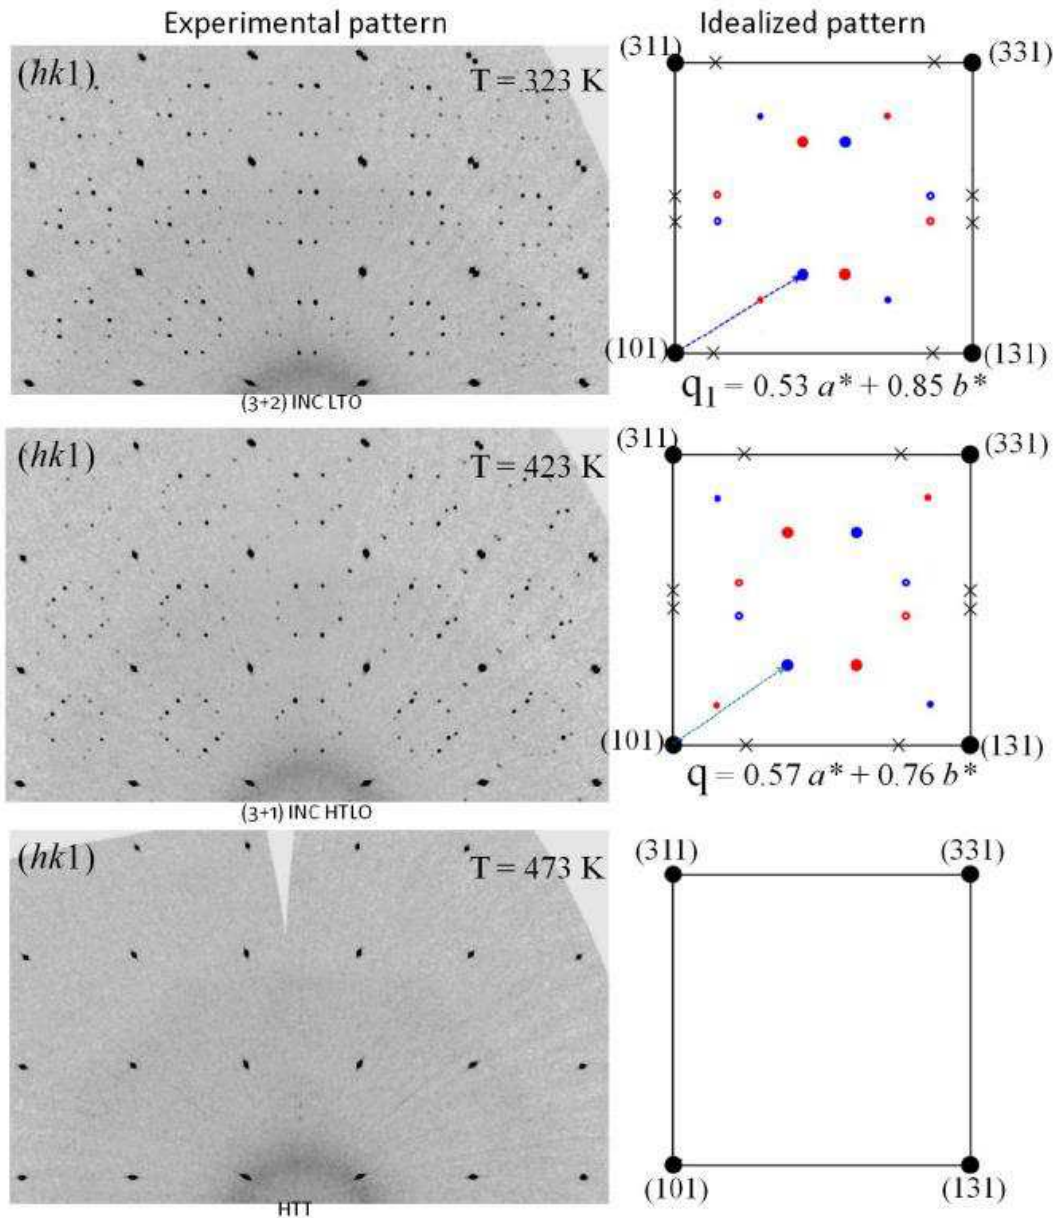 Experimental pattern Idealized pattern
(hk1) T = 323 K (311) (331)
(101) (131)
(3+2) INC LTO q1 = 0.53 a* + 0.85 b*
(hk1) T = 423 K (311) (331)
(101) (131)
(3+1) INC HTLO q = 0.57 a* + 0.76 b*
(hk1) T = 473 K (311) (331)
(101) (131)
HTT